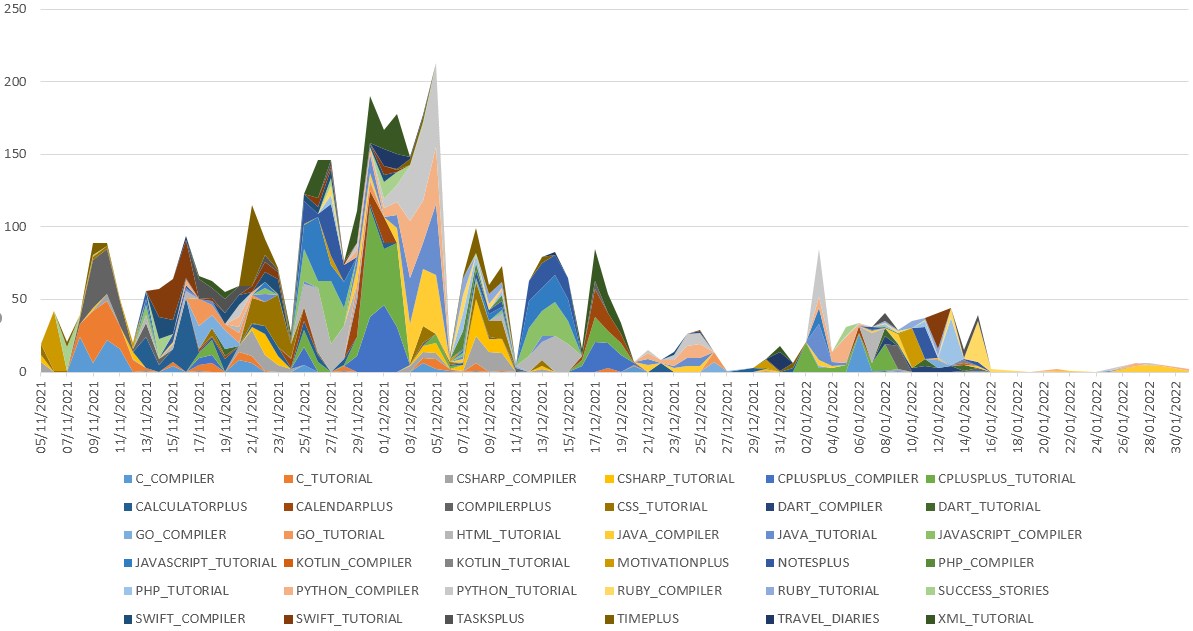 250
200
150
100
50
0
05/11/2021 07/11/2021 09/11/2021 11/11/2021 13/11/2021 15/11/2021 17/11/2021 19/11/2021 21/11/2021 23/11/2021 25/11/2021 27/11/2021 29/11/2021 01/12/2021 03/12/2021 05/12/2021 07/12/2021 09/12/2021 11/12/2021 13/12/2021 15/12/2021 17/12/2021 19/12/2021 21/12/2021 23/12/2021 25/12/2021 27/12/2021 29/12/2021 31/12/2021 02/01/2022 04/01/2022 06/01/2022 08/01/2022 10/01/2022 12/01/2022 14/01/2022 16/01/2022 18/01/2022 20/01/2022 22/01/2022 24/01/2022 26/01/2022 28/01/2022 30/01/2022
C_COMPILER C_TUTORIAL CSHARP_COMPILER CSHARP_TUTORIAL CPLUSPLUS_COMPILER CPLUSPLUS_TUTORIAL
CALCULATORPLUS CALENDARPLUS COMPILERPLUS CSS_TUTORIAL DART_COMPILER DART_TUTORIAL
GO_COMPILER GO_TUTORIAL HTML_TUTORIAL JAVA_COMPILER JAVA_TUTORIAL JAVASCRIPT_COMPILER
JAVASCRIPT_TUTORIAL KOTLIN_COMPILER KOTLIN_TUTORIAL MOTIVATIONPLUS NOTESPLUS PHP_COMPILER
PHP_TUTORIAL PYTHON_COMPILER PYTHON_TUTORIAL RUBY_COMPILER RUBY_TUTORIAL SUCCESS_STORIES
SWIFT_COMPILER SWIFT_TUTORIAL TASKSPLUS TIMEPLUS TRAVEL_DIARIES XML_TUTORIAL